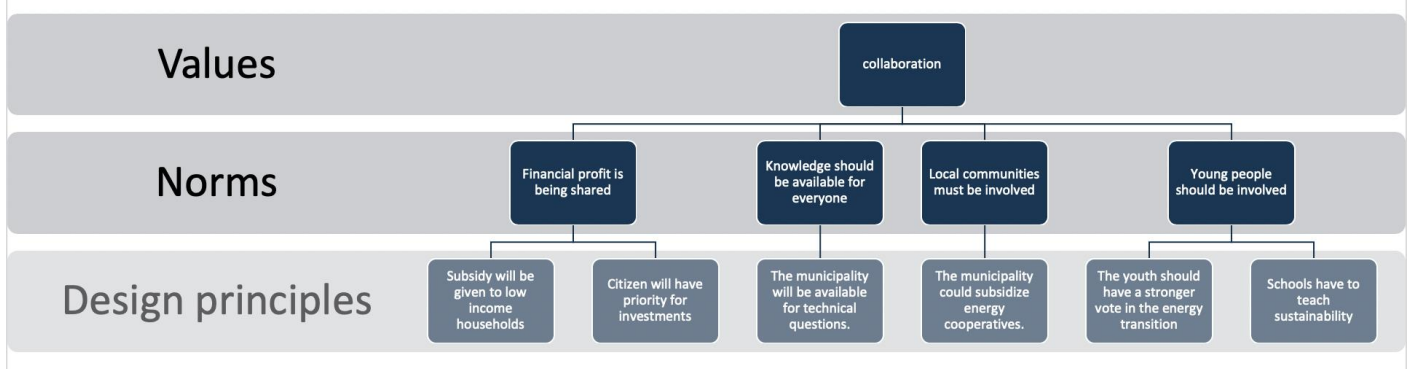 Values
collaboration
Norms
Financial profit is
being shared
Knowledge should
be available for
everyone
Local communities
must be involved
Young people
should be involved
Design principles
Subsidy will be
given to low
income
households
Citizen will have
priority for
investments
The municipality
will be available
for technical
questions.
The municipality
could subsidize
energy
cooperatives.
The youth should
have a stronger
vote in the energy
transition
Schools have to
teach
sustainability